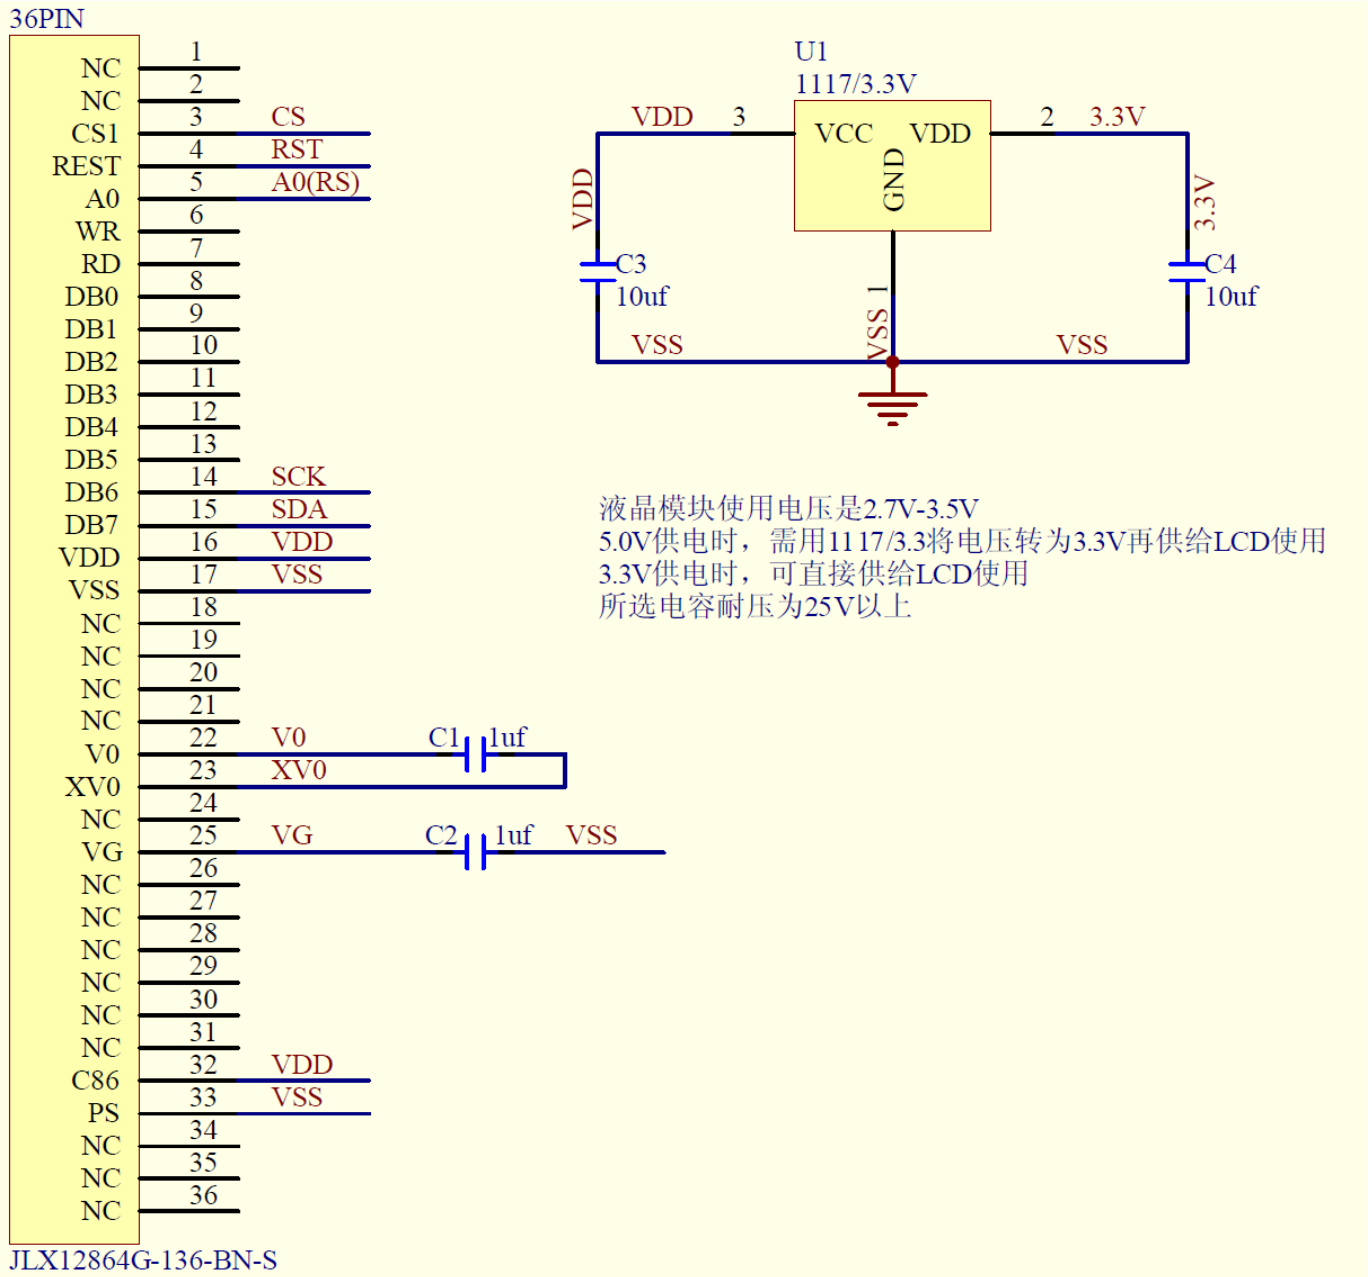 36PIN
NC 1
NC 2
CS1 3 CS
REST 4 RST
A0 5 A0(RS)
WR 6
RD 7
DB0 8
DB1 9
DB2 10
DB3 11
DB4 12
DB5 13
DB6 14 SCK
DB7 15 SDA
VDD 16 VDD
VSS 17 VSS
NC 18
NC 19
NC 20
NC 21
V0 22 V0 C1 1uf
XV0 23 XV0
NC 24
VG 25 VG C2 1uf VSS
NC 26
NC 27
NC 28
NC 29
NC 30
NC 31
C86 32 VDD
PS 33 VSS
NC 34
NC 35
NC 36
JLX12864G-136-BN-S
U1
1117/3.3V
VDD 3 VCC VDD 2 3.3V
GND
VDD
3.3V
C3
10uf
C4
10uf
VSS 1
VSS
VSS
液晶模块使用电压是2.7V-3.5V
5.0V供电时，需用1117/3.3将电压转为3.3V再供给LCD使用
3.3V供电时，可直接供给LCD使用
所选电容耐压为25V以上